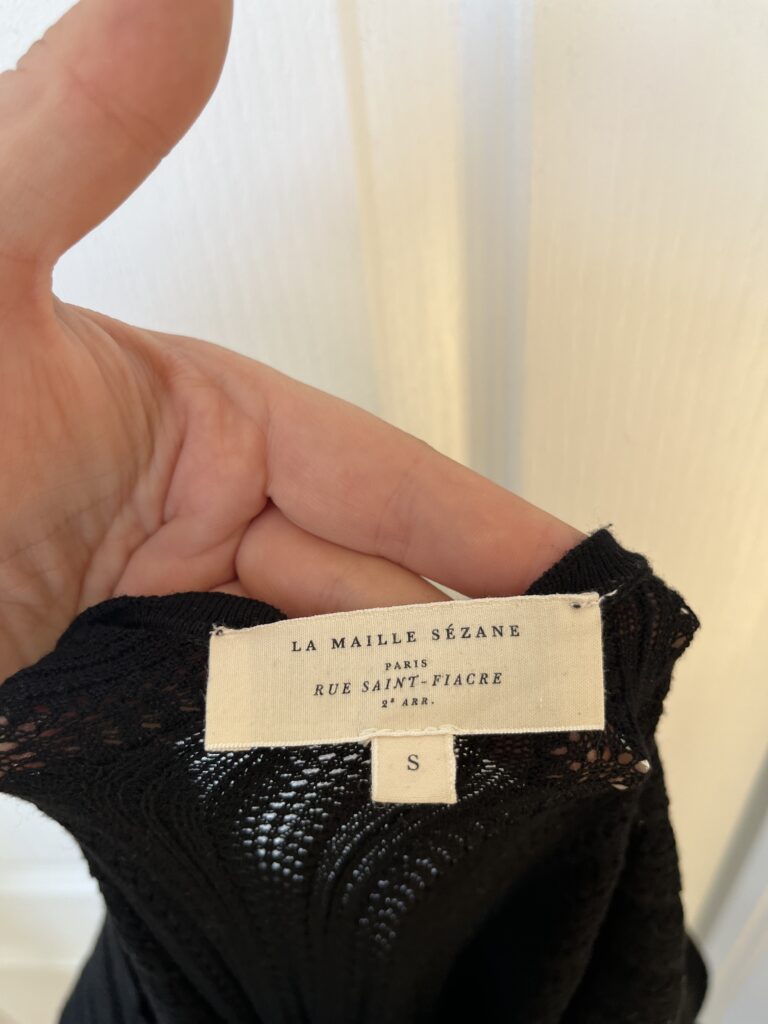 LA MAILLE SÉZANE
PARIS
RUE SAINT-FIACRE
2ᵉ ARR.
S